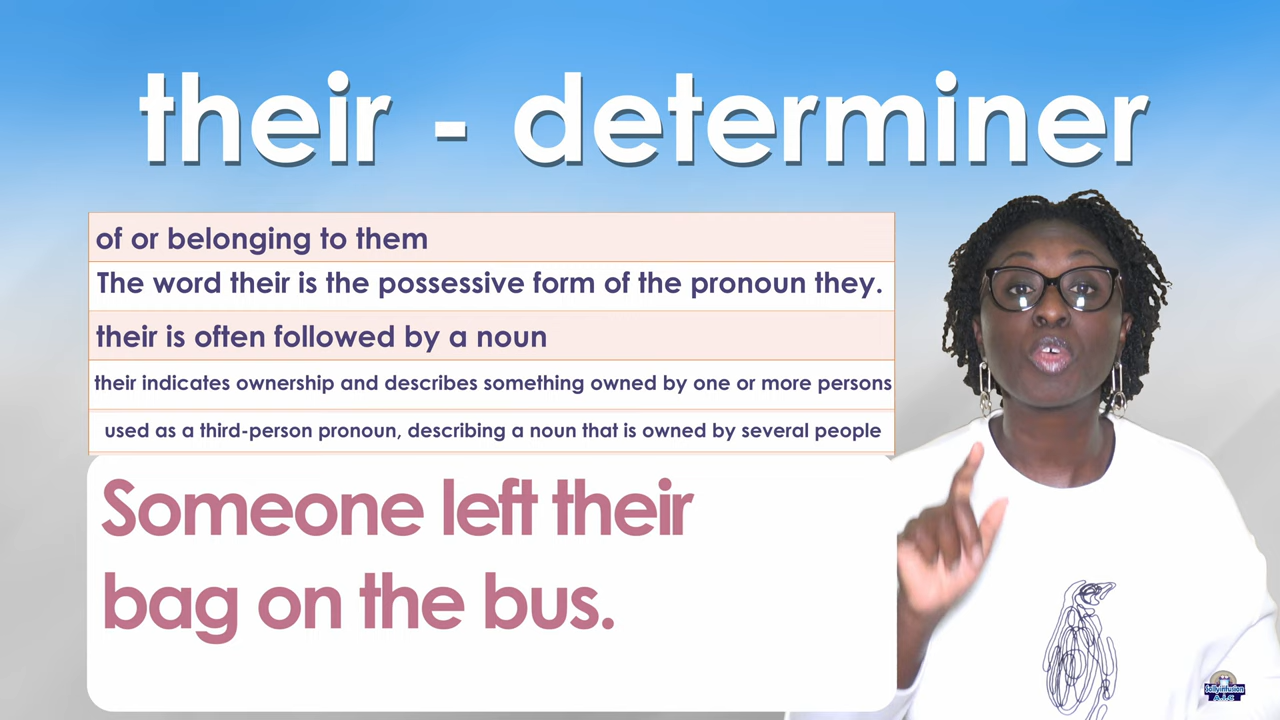 their - determiner
of or belonging to them
The word their is the possessive form of the pronoun they.
their is often followed by a noun
their indicates ownership and describes something owned by one or more persons
used as a third-person pronoun, describing a noun that is owned by several people
Someone left their
bag on the bus.